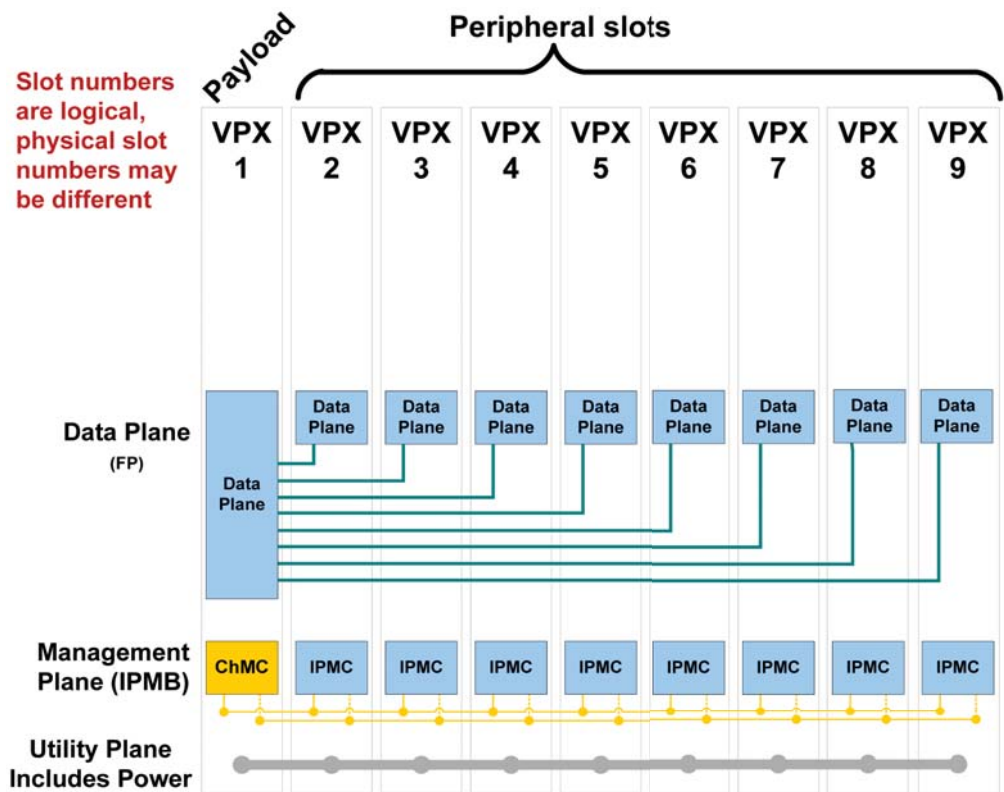 Payload
Peripheral slots
Slot numbers
are logical,
physical slot
numbers may
be different
VPX
1
VPX
2
VPX
3
VPX
4
VPX
5
VPX
6
VPX
7
VPX
8
VPX
9
Data Plane
(FP)
Data
Plane
Data
Plane
Data
Plane
Data
Plane
Data
Plane
Data
Plane
Data
Plane
Data
Plane
Data
Plane
Management
Plane (IPMB)
ChMC
IPMC
IPMC
IPMC
IPMC
IPMC
IPMC
IPMC
IPMC
Utility Plane
Includes Power